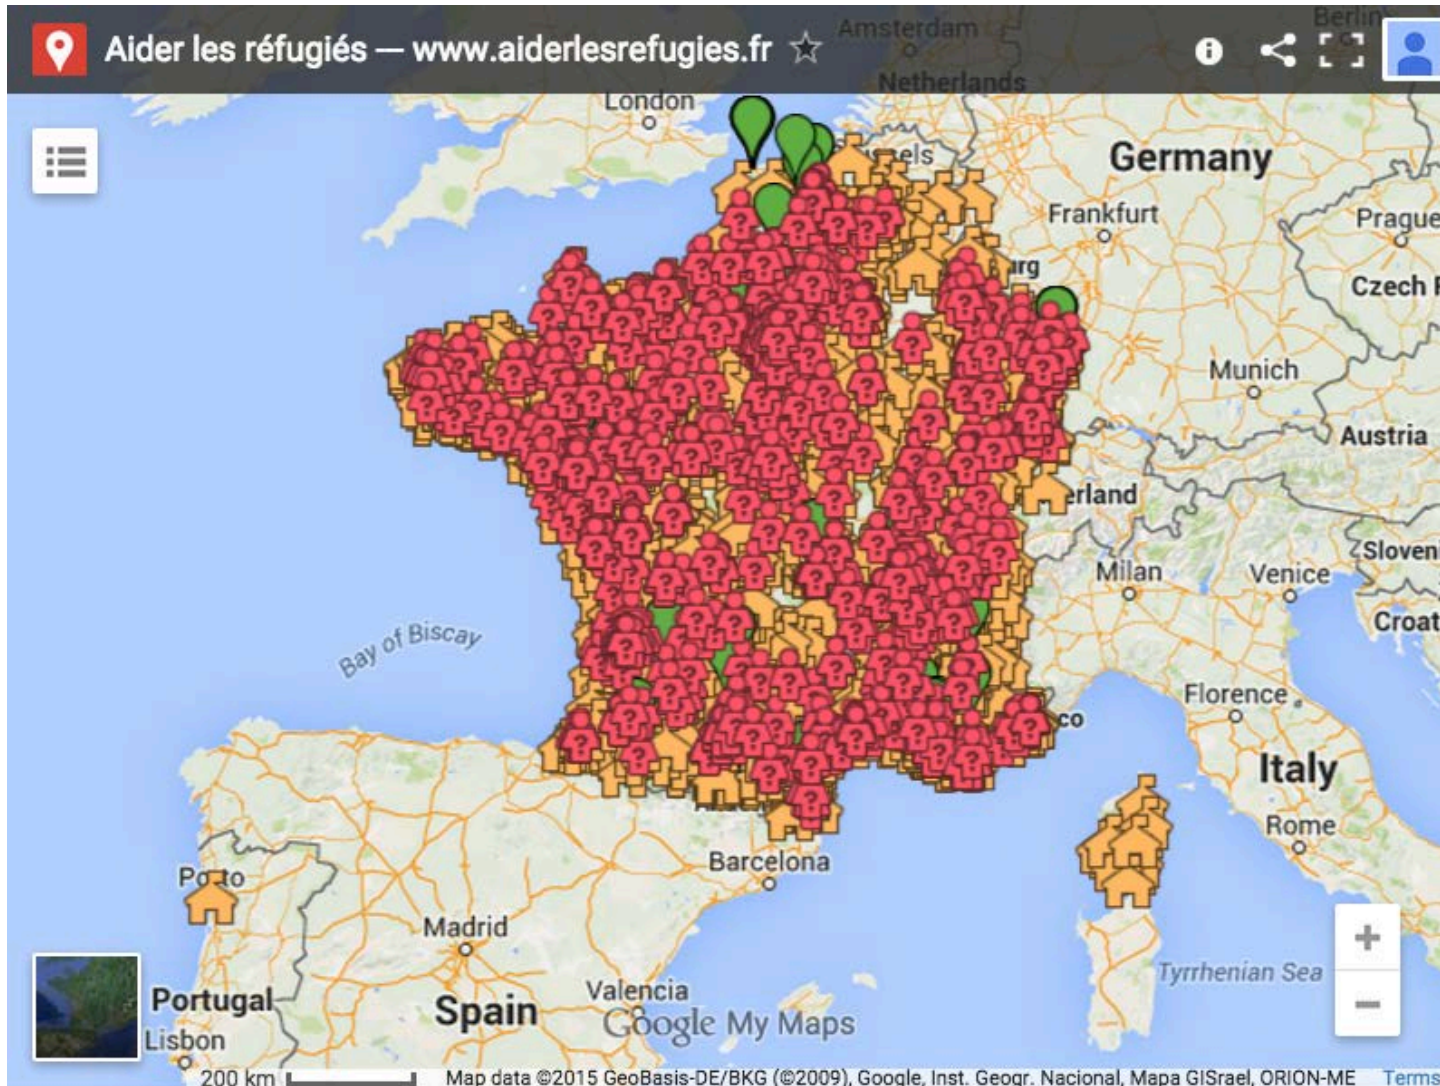 Aider les réfugiés — www.aiderlesrefugies.fr
Amsterdam
Berlin
Netherlands
London
Germany
Frankfurt
Prague
Czech
Munich
Austria
Milan
Venice
Bay of Biscay
Florence
Italy
Rome
Barcelona
Madrid
Tyrrhenian Sea
Portugal
Spain
Valencia
Google My Maps
Lisbon
200 km
Map data ©2015 GeoBasis-DE/BKG (©2009), Google, Inst. Geogr. Nacional, Mapa GISrael, ORION-ME Terms